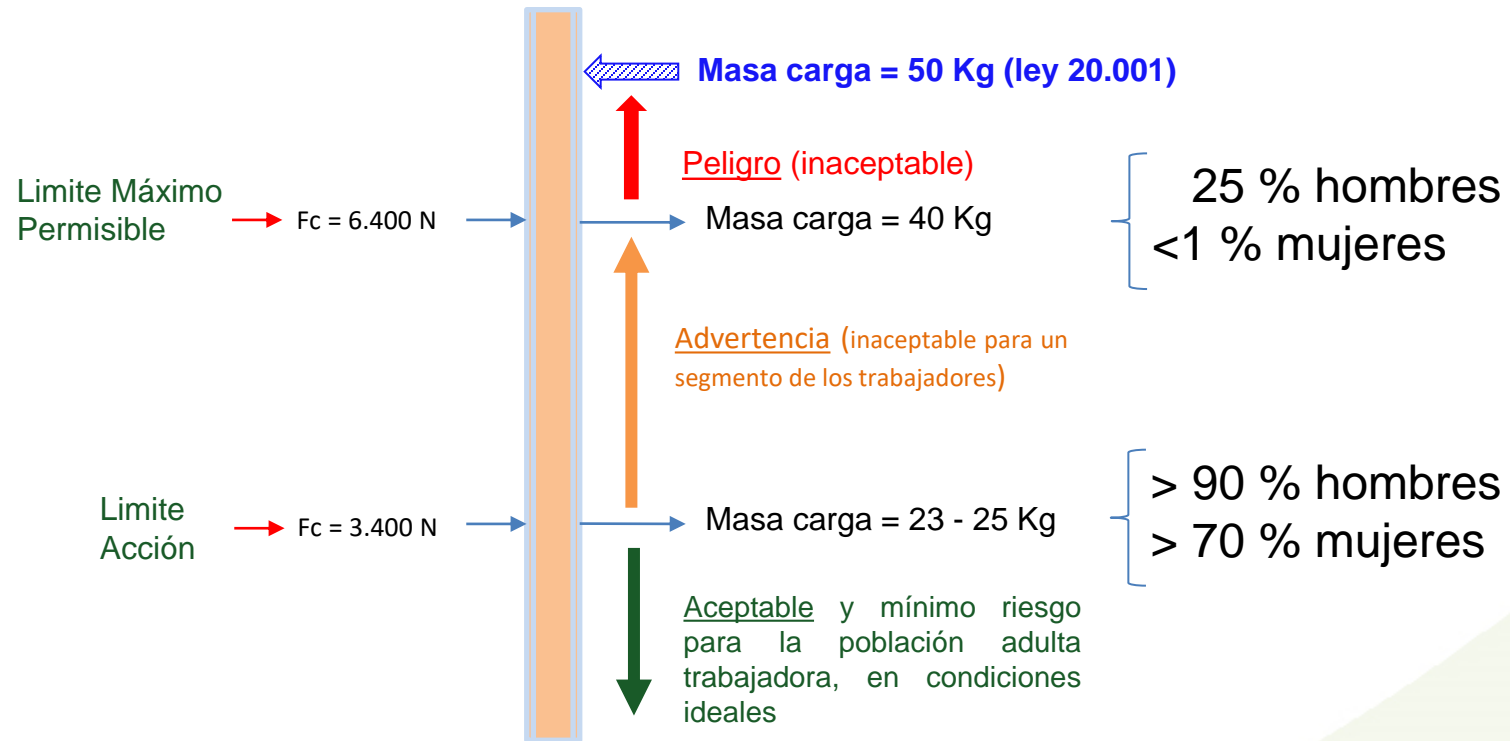 Masa carga = 50 Kg (ley 20.001)
Peligro (inaceptable)
Limite Máximo
Permisible
Fc = 6.400 N
Masa carga = 40 Kg
25 % hombres
<1 % mujeres
Advertencia (inaceptable para un
segmento de los trabajadores)
Limite
Acción
Fc = 3.400 N
Masa carga = 23 - 25 Kg
> 90 % hombres
> 70 % mujeres
Aceptable y mínimo riesgo
para la población adulta
trabajadora, en condiciones
ideales